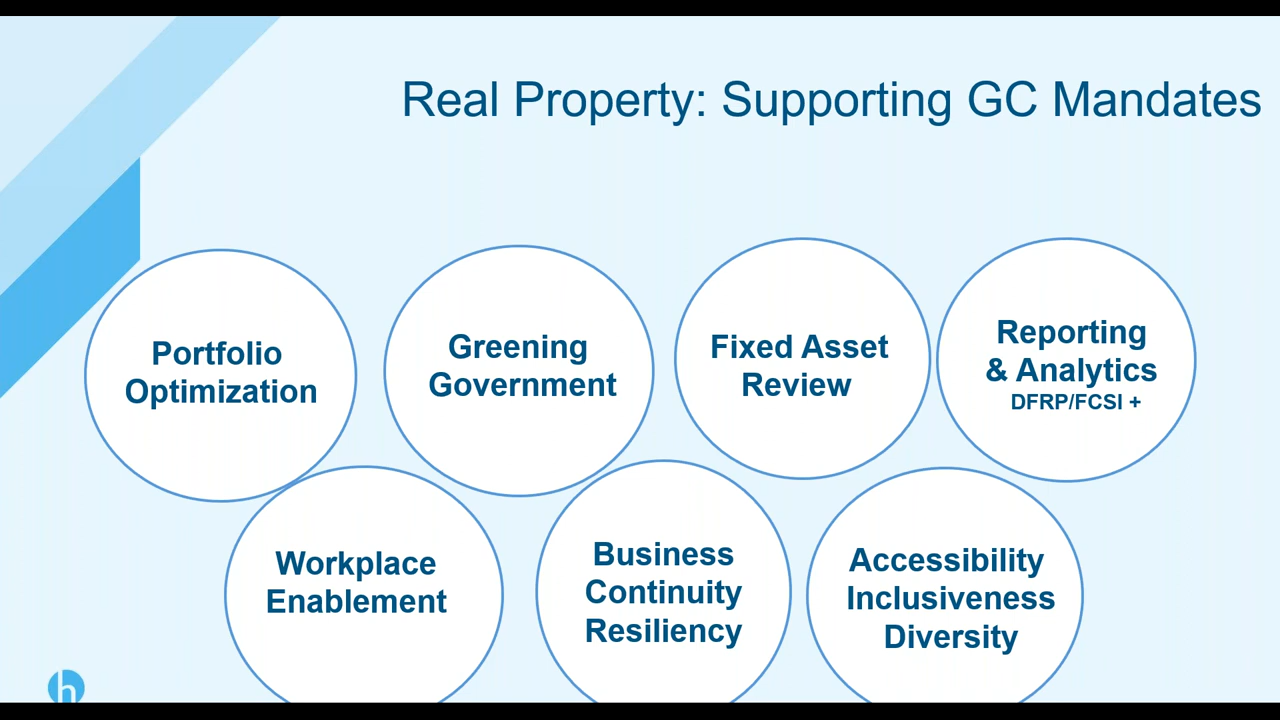 Real Property: Supporting GC Mandates
Portfolio
Optimization
Greening
Government
Fixed Asset
Review
Reporting
& Analytics
DFRP/FCSI +
Workplace
Enablement
Business
Continuity
Resiliency
Accessibility
Inclusiveness
Diversity
h